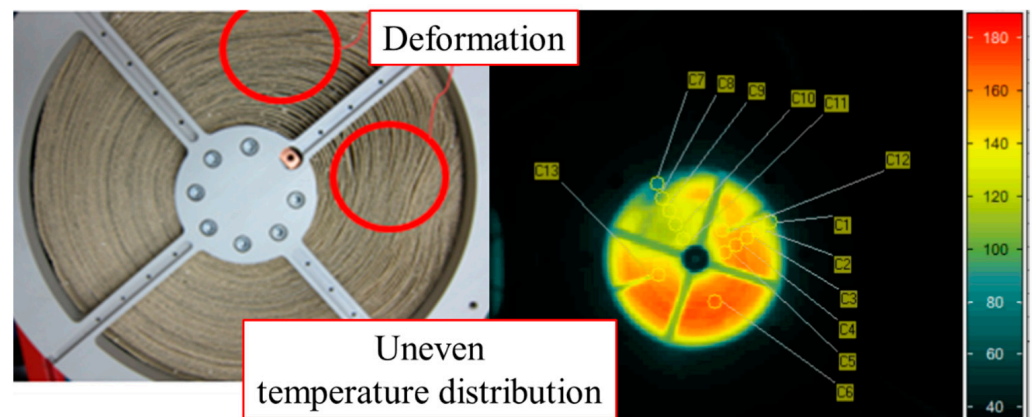 Deformation
Uneven
temperature distribution
C7
C8
C9
C10
C11
C12
C13
C1
C2
C3
C4
C5
C6
180
160
140
120
100
80
60
40